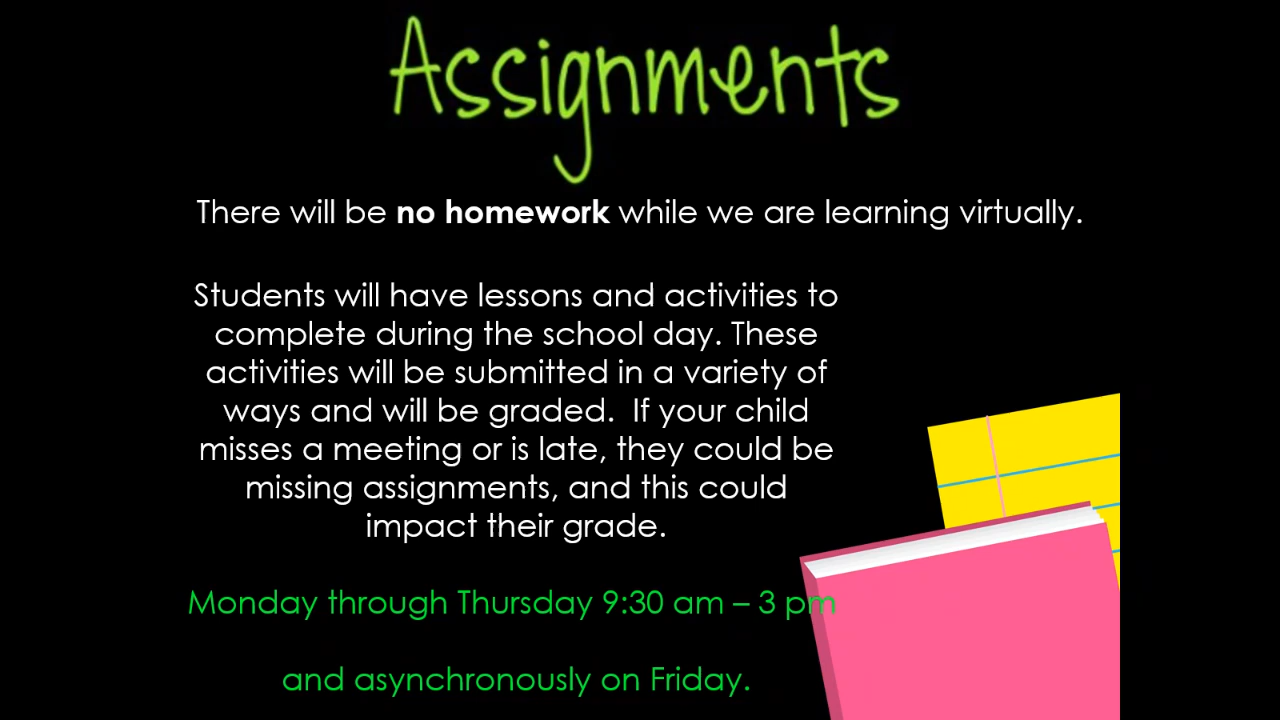 Assignments
There will be no homework while we are learning virtually.
Students will have lessons and activities to
complete during the school day. These
activities will be submitted in a variety of
ways and will be graded.  If your child
misses a meeting or is late, they could be
missing assignments, and this could
impact their grade.
Monday through Thursday 9:30 am – 3 pm
and asynchronously on Friday.